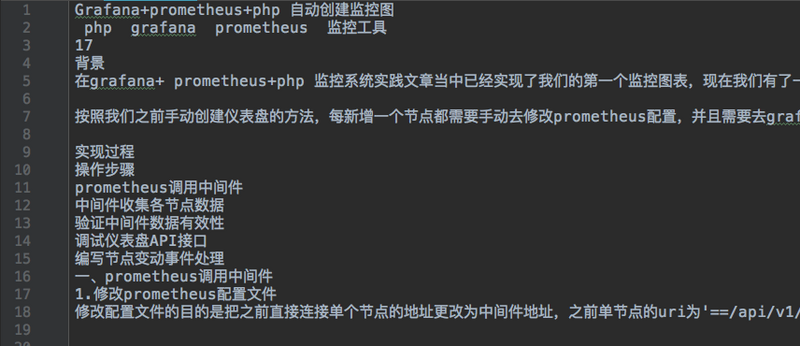 1 Grafana+prometheus+php 自动创建监控图
2 php grafana prometheus 监控工具
3 17
4 背景
5 在grafana+ prometheus+php 监控系统实践文章当中已经实现了我们的第一个监控图表，现在我们有了一
6
7 按照我们之前手动创建仪表盘的方法，每新增一个节点都需要手动去修改prometheus配置，并且需要去graf
8
9 实现过程
10 操作步骤
11 prometheus调用中间件
12 中间件收集各节点数据
13 验证中间件数据有效性
14 调试仪表盘API接口
15 编写节点变动事件处理
16 一、prometheus调用中间件
17 1.修改prometheus配置文件
18 修改配置文件的目的是把之前直接连接单个节点的地址更改为中间件地址，之前单节点的uri为'==/api/v1/
19